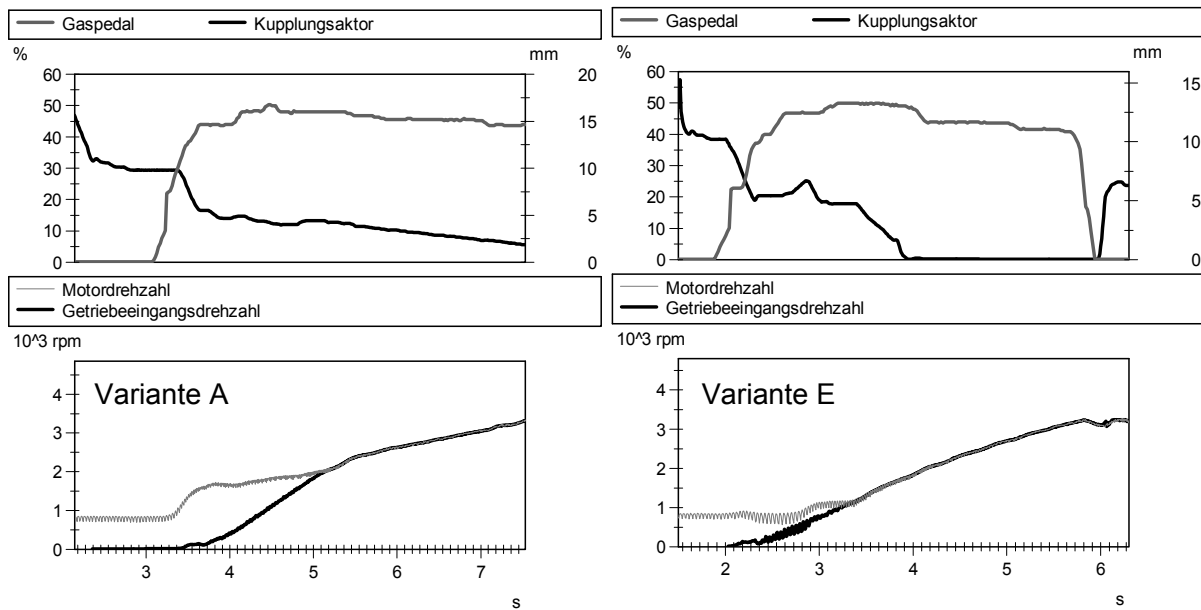 Gaspedal Kupplungsaktor
% mm
60 20
50
40 15
30 10
20
10 5
0 0
Motordrehzahl
Getriebeeingangsdrehzahl
10^3 rpm
Variante A
4
3
2
1
0
3 4 5 6 7
s
Gaspedal Kupplungsaktor
% mm
60
50 15
40
30 10
20
10 5
0 0
Motordrehzahl
Getriebeeingangsdrehzahl
10^3 rpm
Variante E
4
3
2
1
0
2 3 4 5 6
s